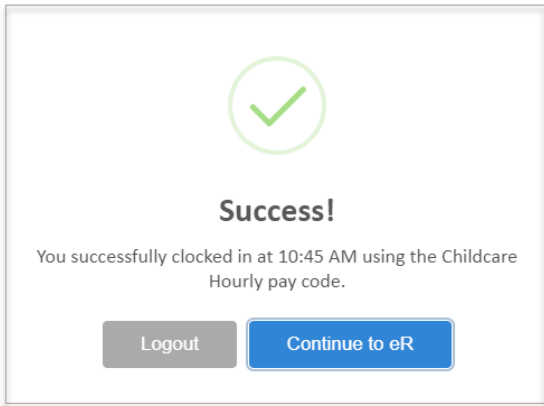 Success!
You successfully clocked in at 10:45 AM using the Childcare
Hourly pay code.
Logout
Continue to eR